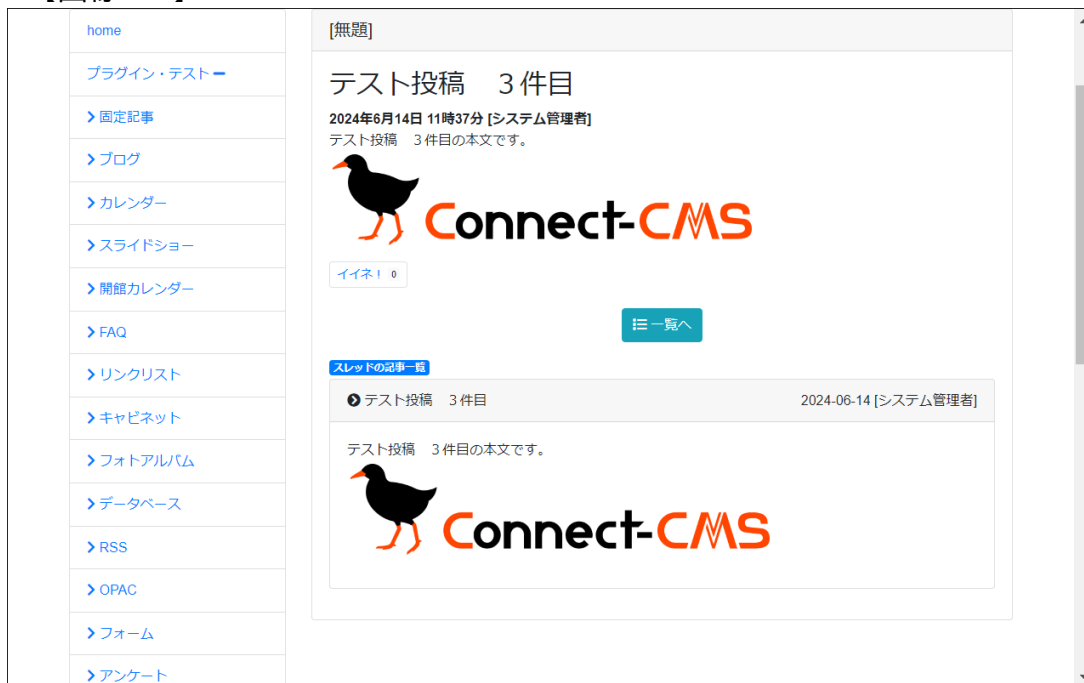 home
プラグイン・テスト
固定記事
ブログ
カレンダー
スライドショー
開館カレンダー
FAQ
リンクリスト
キャビネット
フォトアルバム
データベース
RSS
OPAC
フォーム
アンケート
[無題]
テスト投稿　３件目
2024年6月14日 11時37分 [システム管理者]
テスト投稿　３件目の本文です。
Connect-CMS
イイネ！ 0
一覧へ
スレッドの記事一覧
テスト投稿　３件目 2024-06-14 [システム管理者]
テスト投稿　３件目の本文です。
Connect-CMS